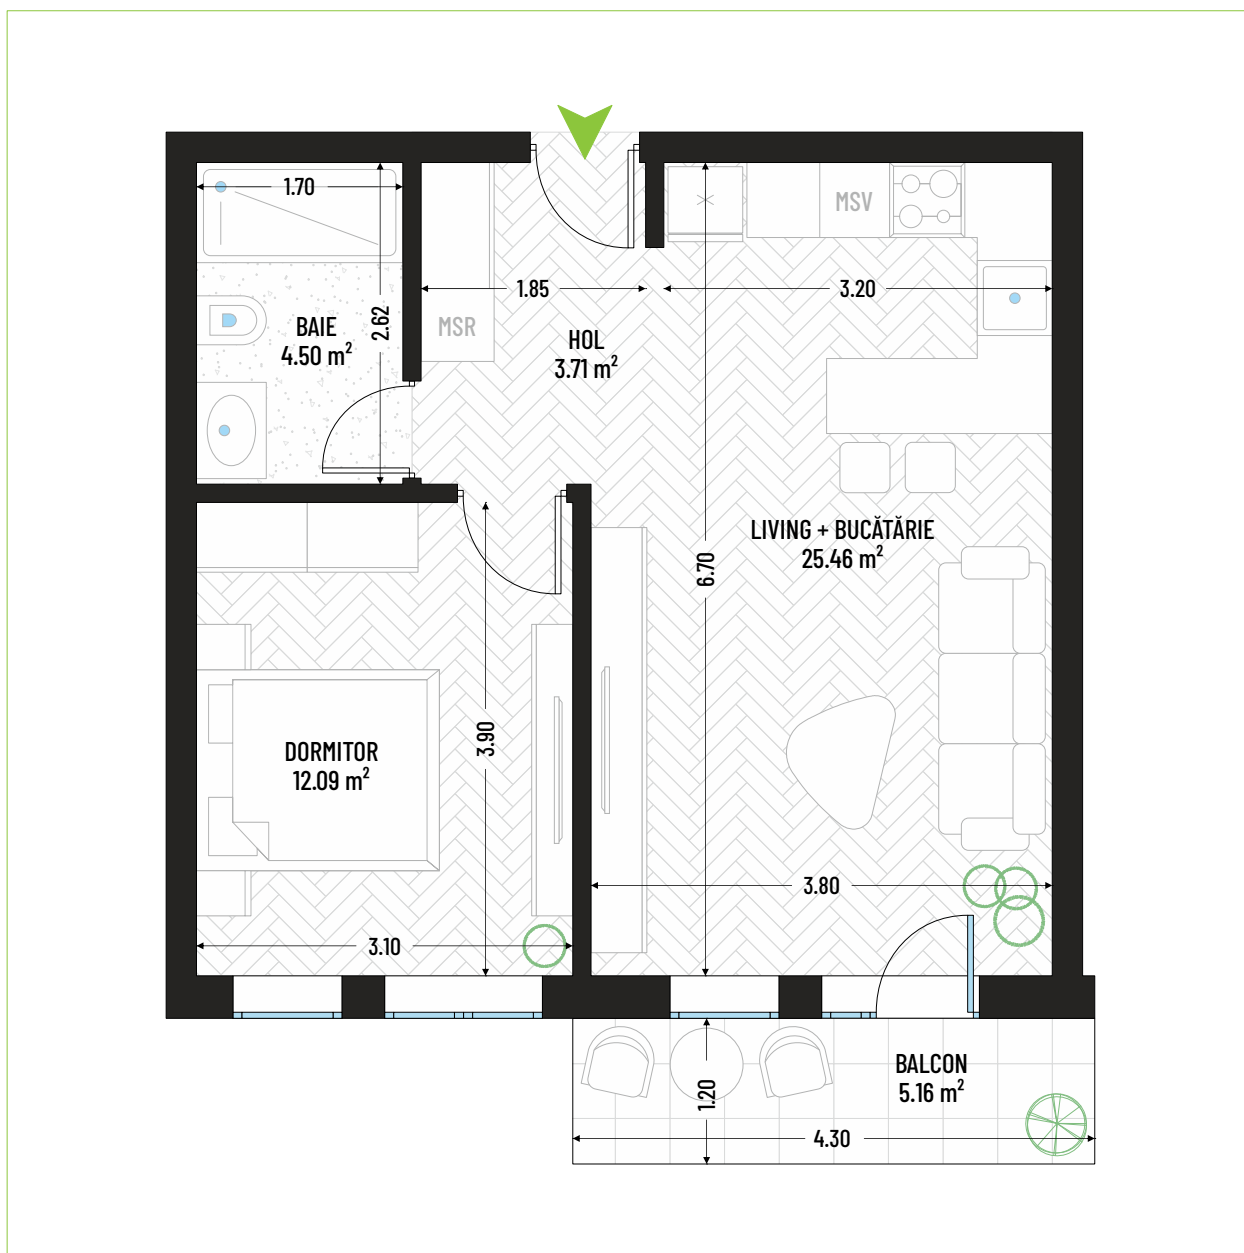 1.70
2.62
BAIE
4.50 m²
MSR
1.85
HOL
3.71 m²
MSV
3.20
LIVING + BUCĂTĂRIE
25.46 m²
6.70
3.90
DORMITOR
12.09 m²
3.80
3.10
BALCON
5.16 m²
1.20
4.30